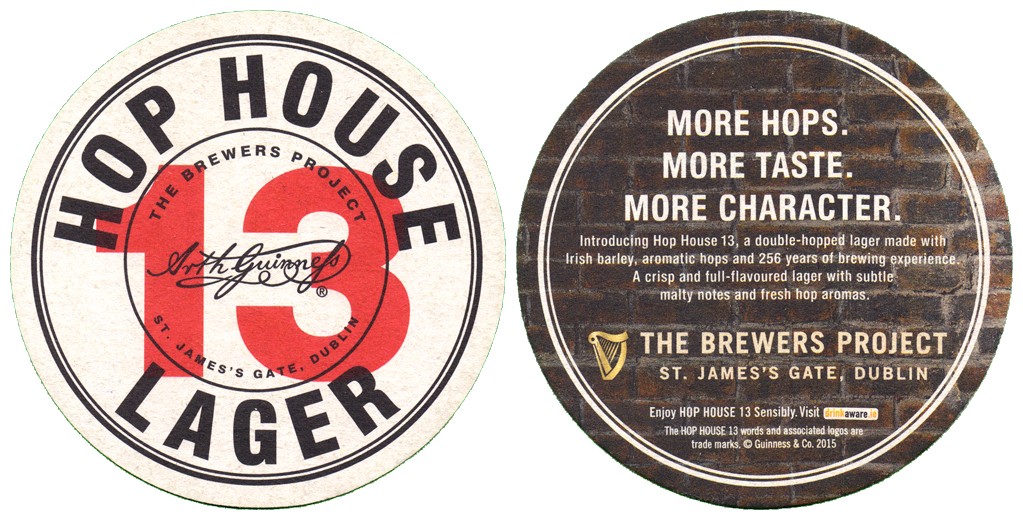 HOP HOUSE
13
THE BREWERS PROJECT
Arth Guinness
®
ST. JAMES'S GATE, DUBLIN
LAGER
MORE HOPS.
MORE TASTE.
MORE CHARACTER.
Introducing Hop House 13, a double-hopped lager made with
Irish barley, aromatic hops and 256 years of brewing experience.
A crisp and full-flavoured lager with subtle
malty notes and fresh hop aromas.
THE BREWERS PROJECT
ST. JAMES'S GATE, DUBLIN
Enjoy HOP HOUSE 13 Sensibly. Visit drinkaware.ie
The HOP HOUSE 13 words and associated logos are
trade marks. © Guinness & Co. 2015